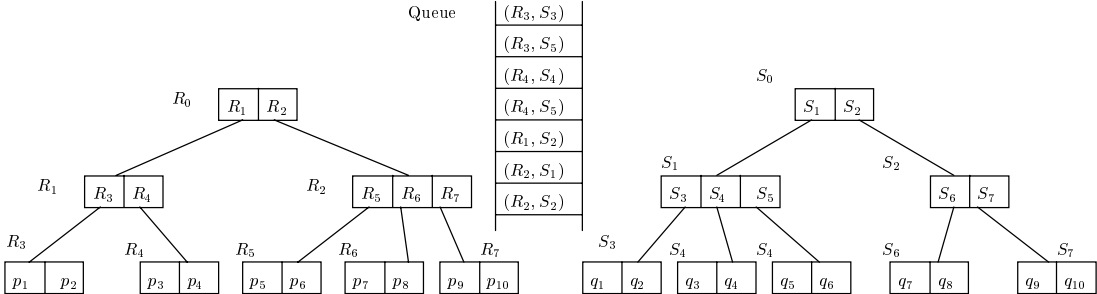 Queue
(R3, S3)
(R3, S5)
(R4, S4)
(R4, S5)
(R1, S2)
(R2, S1)
(R2, S2)
R0
R1 R2
R1
R3 R4
R2
R5 R6 R7
R3
p1 p2
R4
p3 p4
R5
p5 p6
R6
p7 p8
R7
p9 p10
S0
S1 S2
S1
S3 S4 S5
S2
S6 S7
S3
q1 q2
S4
q3 q4
S4
q5 q6
S6
q7 q8
S7
q9 q10